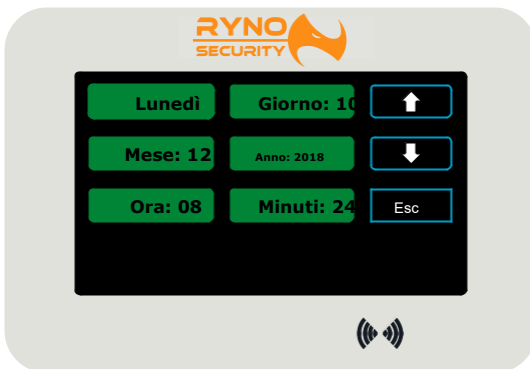 RYNO
SECURITY
Lunedì
Giorno: 10
Mese: 12
Anno: 2018
Ora: 08
Minuti: 24
Esc